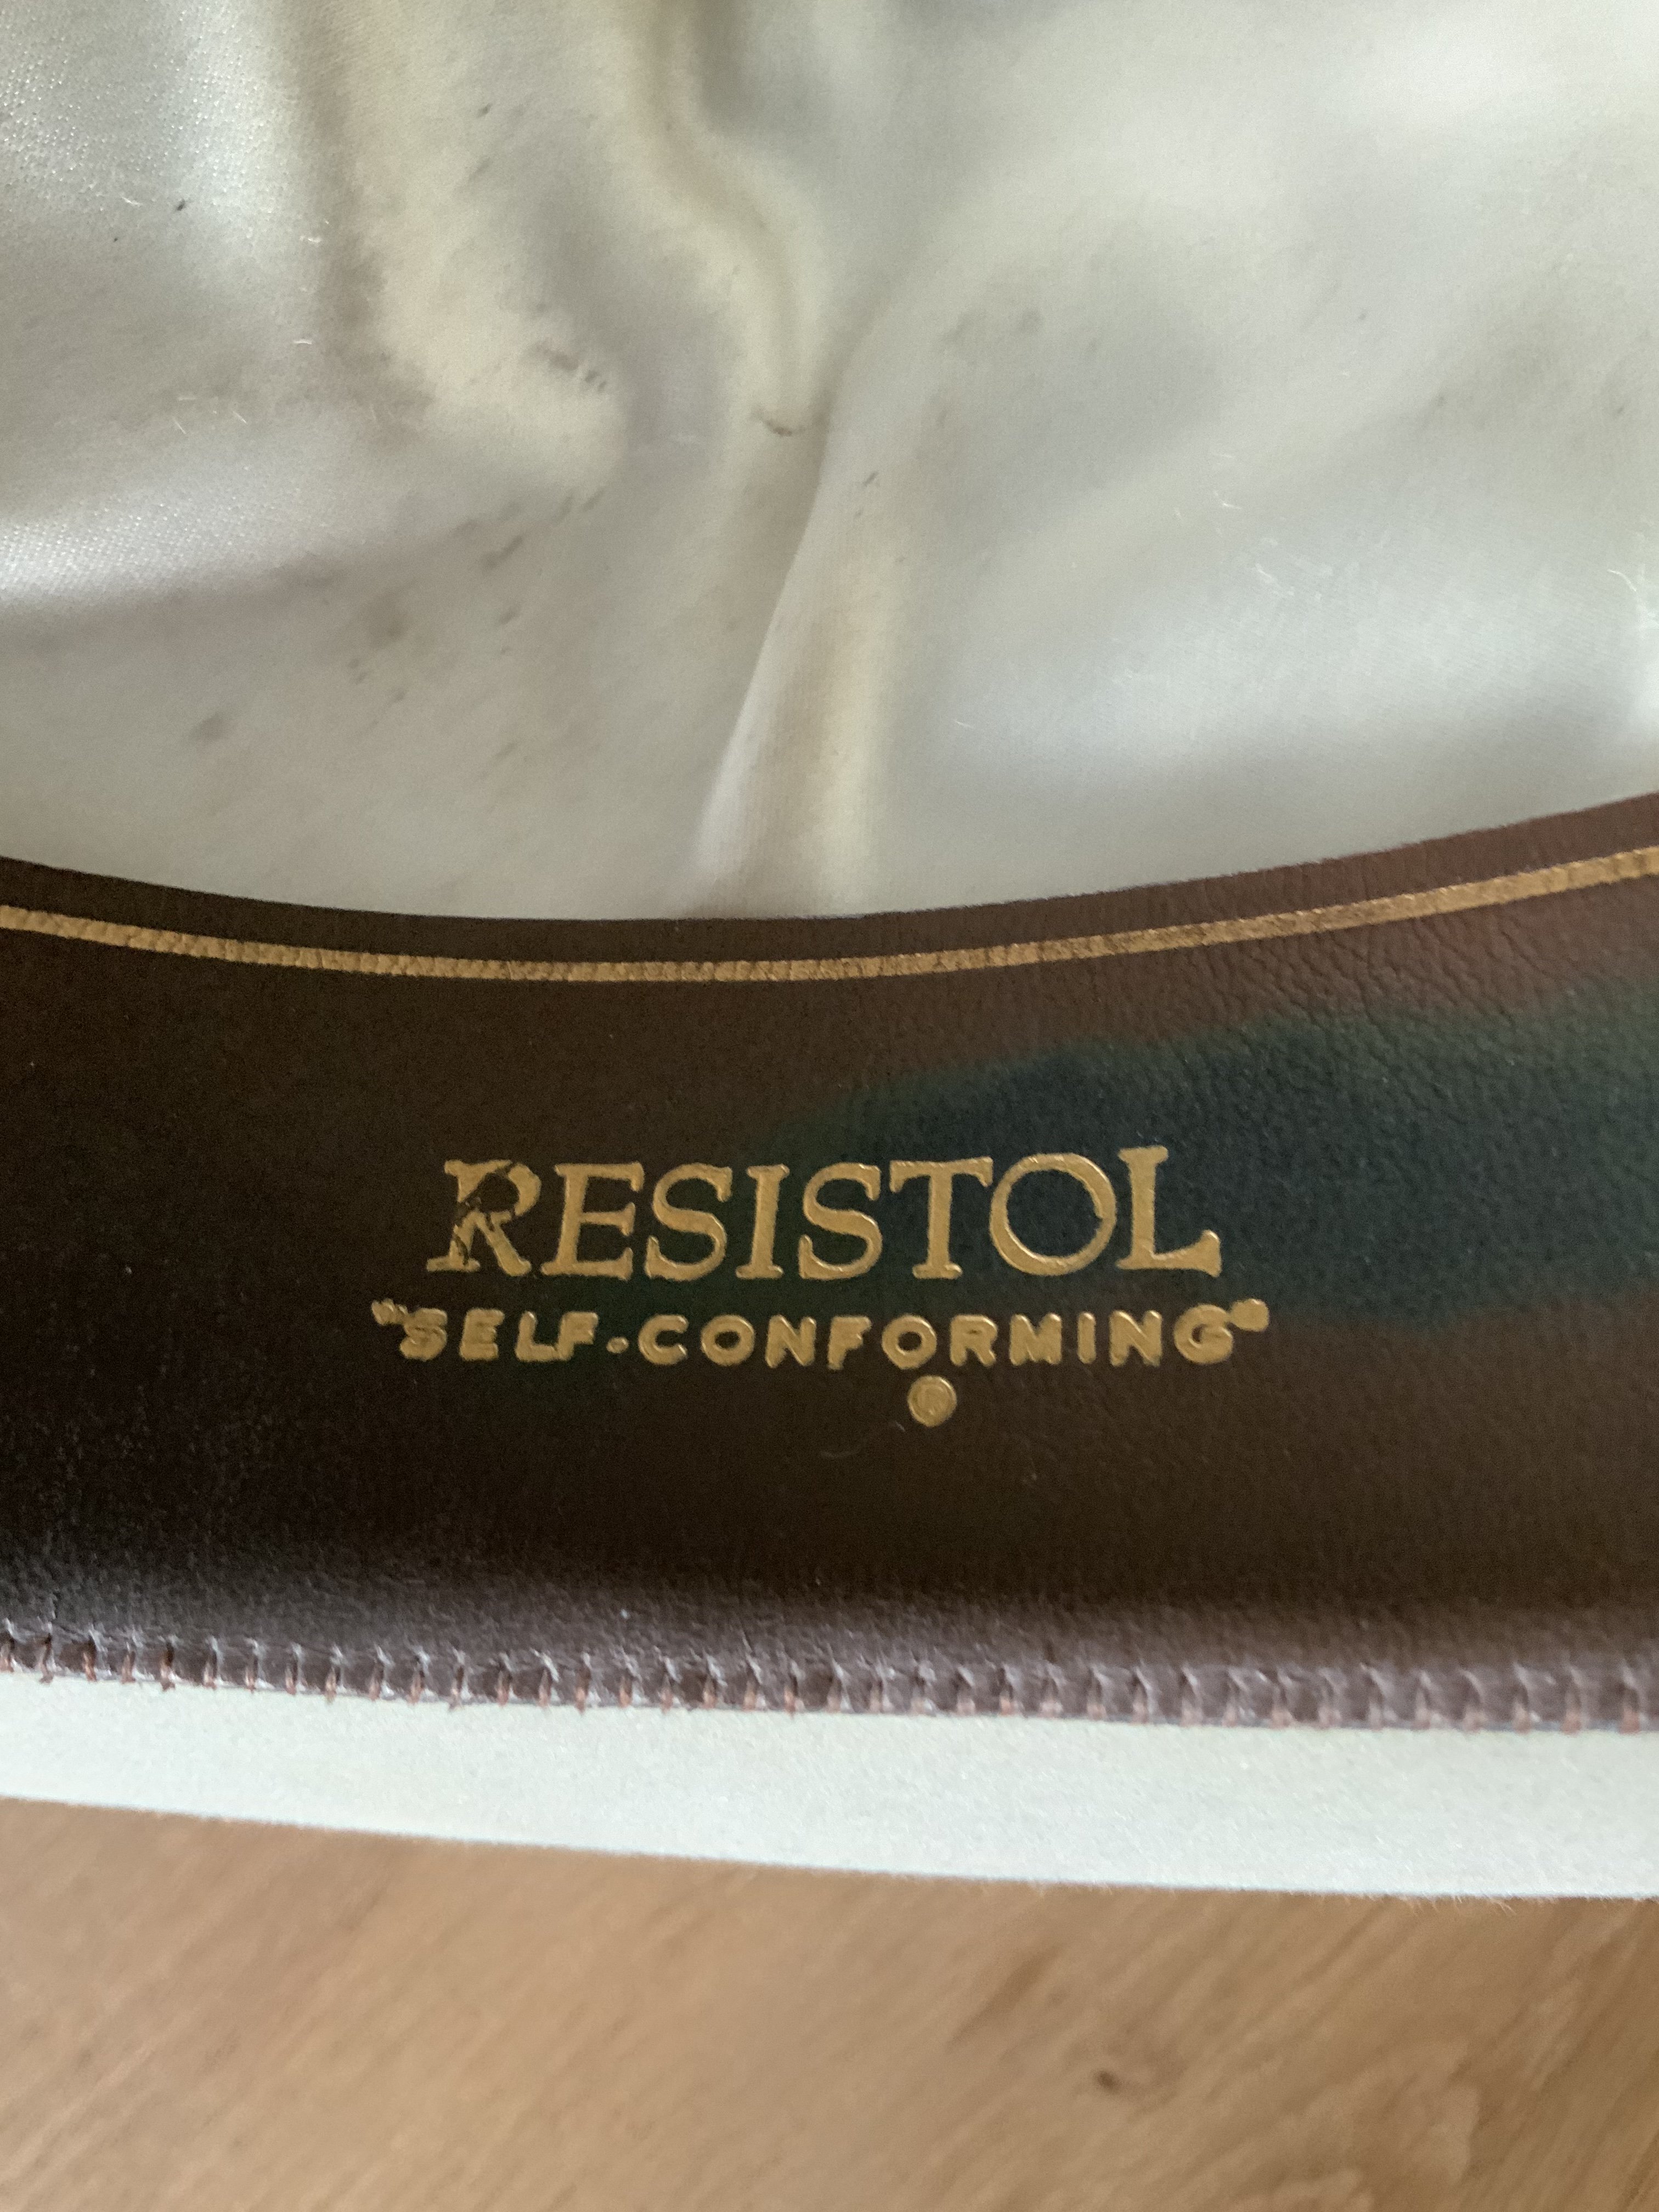 RESISTOL
"SELF-CONFORMING"
®